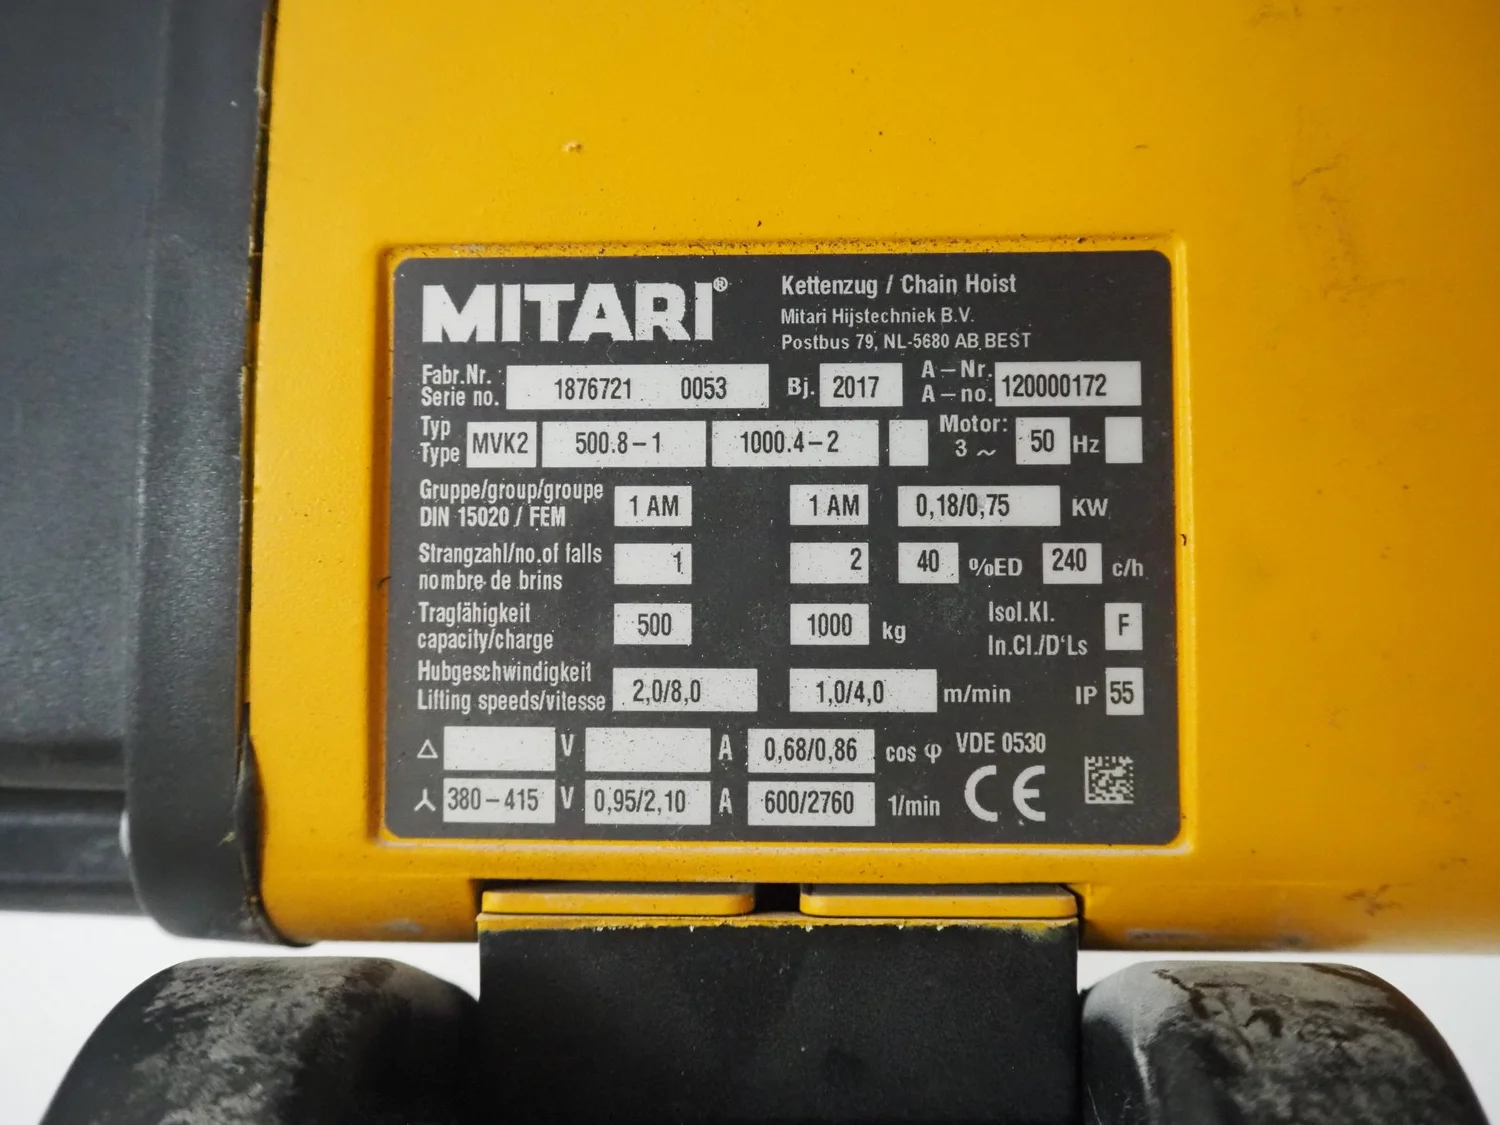 MITARI®
Kettenzug / Chain Hoist
Mitari Hijstechniek B.V.
Postbus 79, NL-5680 AB BEST
Fabr.Nr.
Serie no. 1876721 0053 Bj. 2017 A-Nr.
A-no. 120000172
Typ
Type MVK2 500.8-1 1000.4-2 Motor:
3 ~ 50 Hz
Gruppe/group/groupe
DIN 15020 / FEM 1 AM 1 AM 0,18/0,75 KW
Strangzahl/no.of falls
nombre de brins 1 2 40 %ED 240 c/h
Tragfähigkeit
capacity/charge 500 1000 kg Isol.Kl.
In.Cl./D'Ls F
Hubgeschwindigkeit
Lifting speeds/vitesse 2,0/8,0 1,0/4,0 m/min IP 55
△ V A 0,68/0,86 cos φ VDE 0530
⅄ 380-415 V 0,95/2,10 A 600/2760 1/min CE